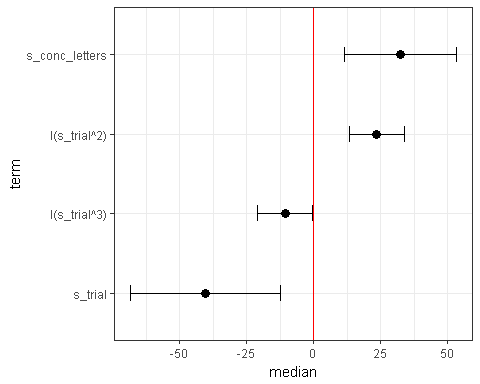 s_conc_letters
I(s_trial^2)
I(s_trial^3)
s_trial
term
-50 -25 0 25 50
median